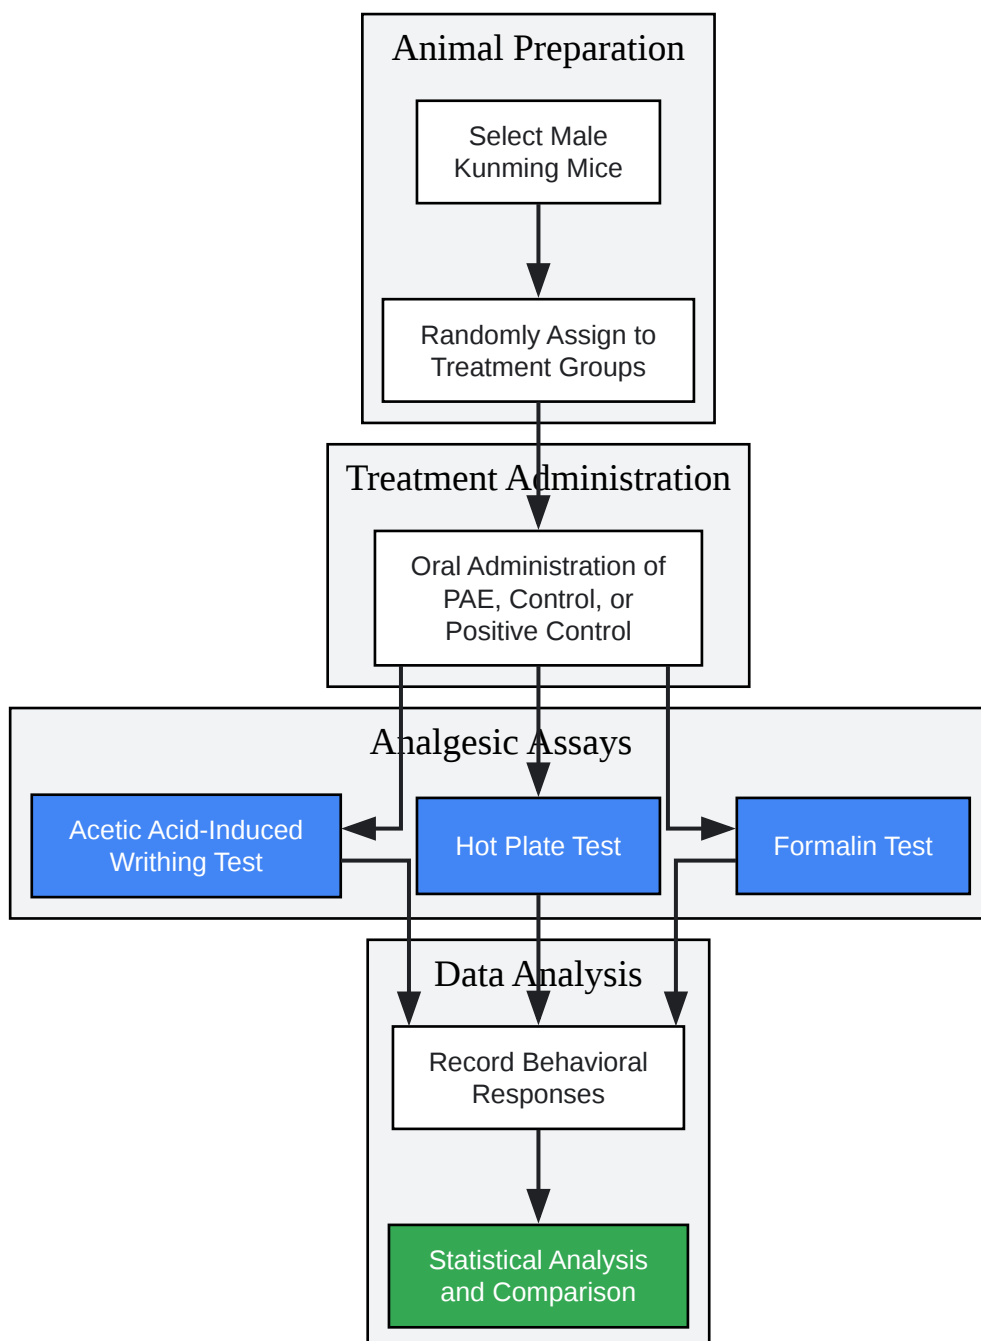 Animal Preparation
Select Male
Kunming Mice
Randomly Assign to
Treatment Groups
Treatment Administration
Oral Administration of
PAE, Control, or
Positive Control
Analgesic Assays
Acetic Acid-Induced
Writhing Test
Hot Plate Test
Formalin Test
Data Analysis
Record Behavioral
Responses
Statistical Analysis
and Comparison